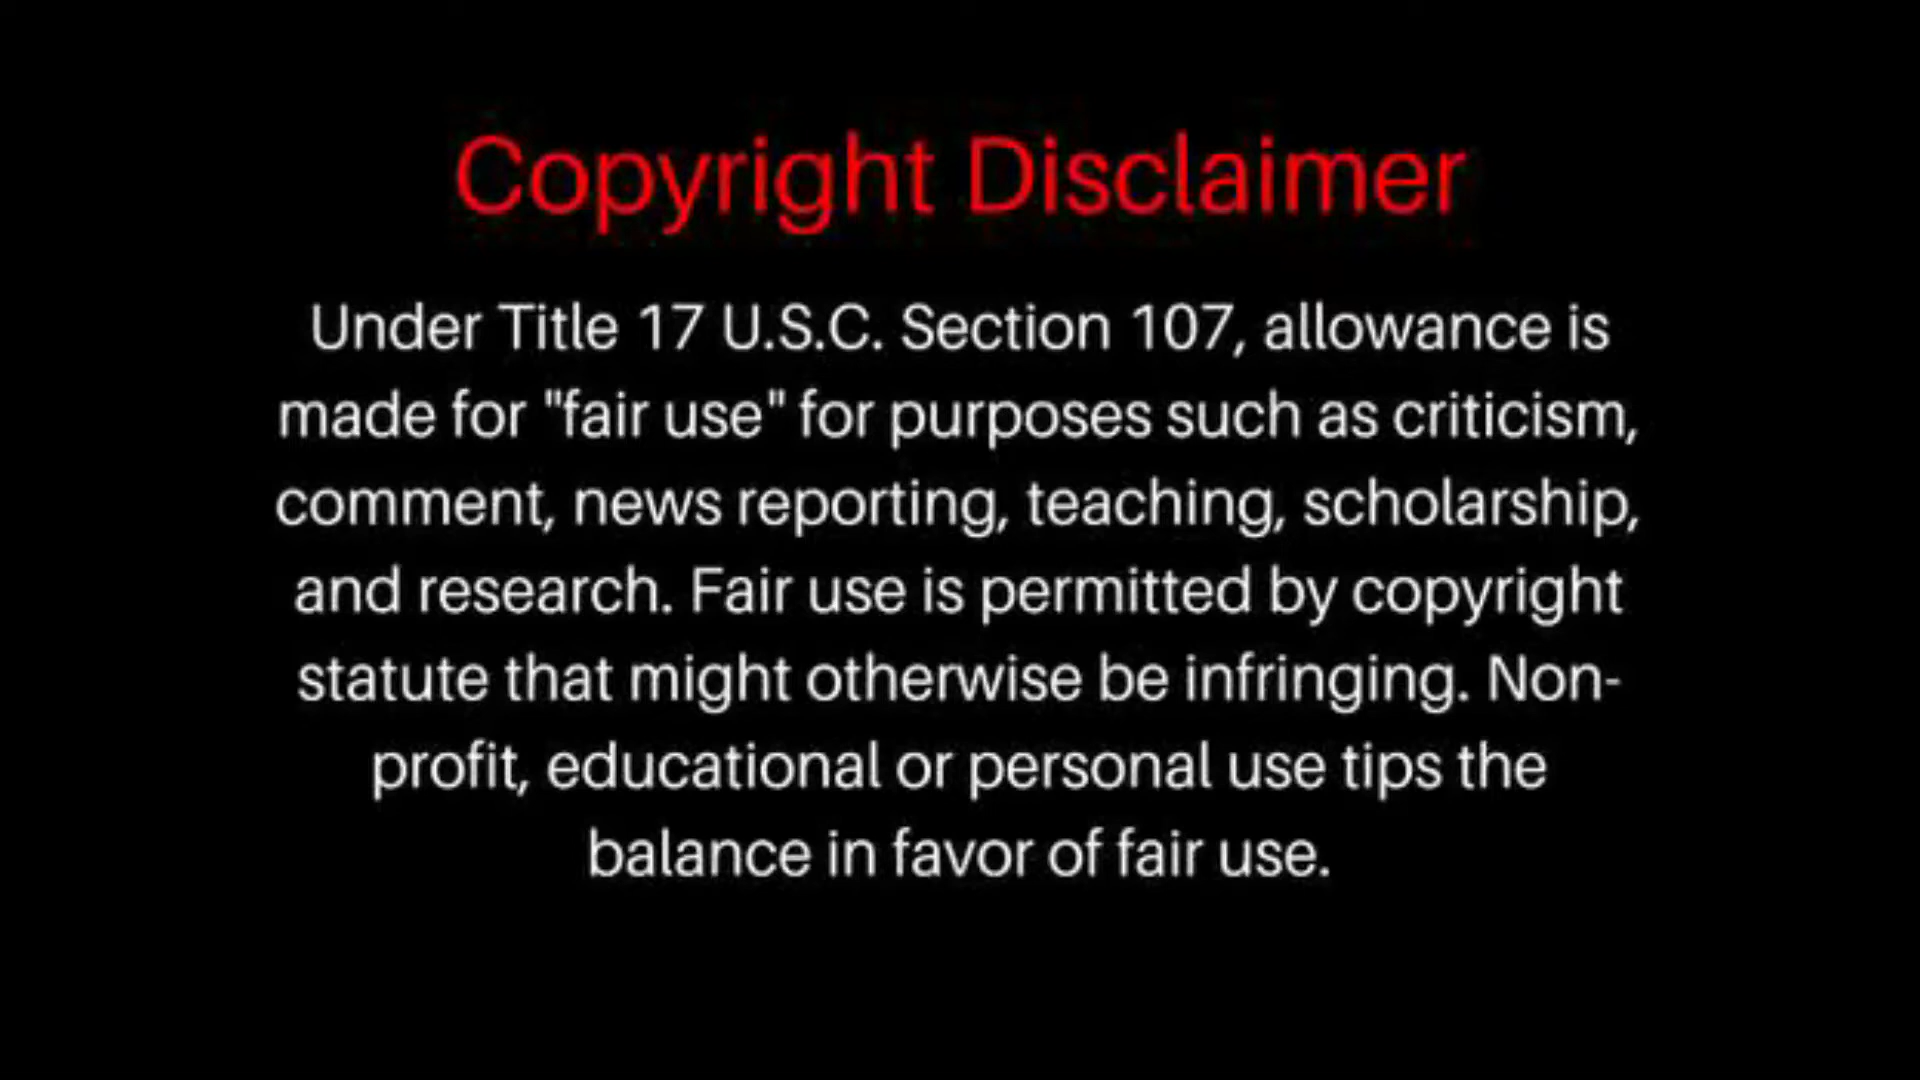 Copyright Disclaimer
Under Title 17 U.S.C. Section 107, allowance is
made for "fair use" for purposes such as criticism,
comment, news reporting, teaching, scholarship,
and research. Fair use is permitted by copyright
statute that might otherwise be infringing. Non-
profit, educational or personal use tips the
balance in favor of fair use.